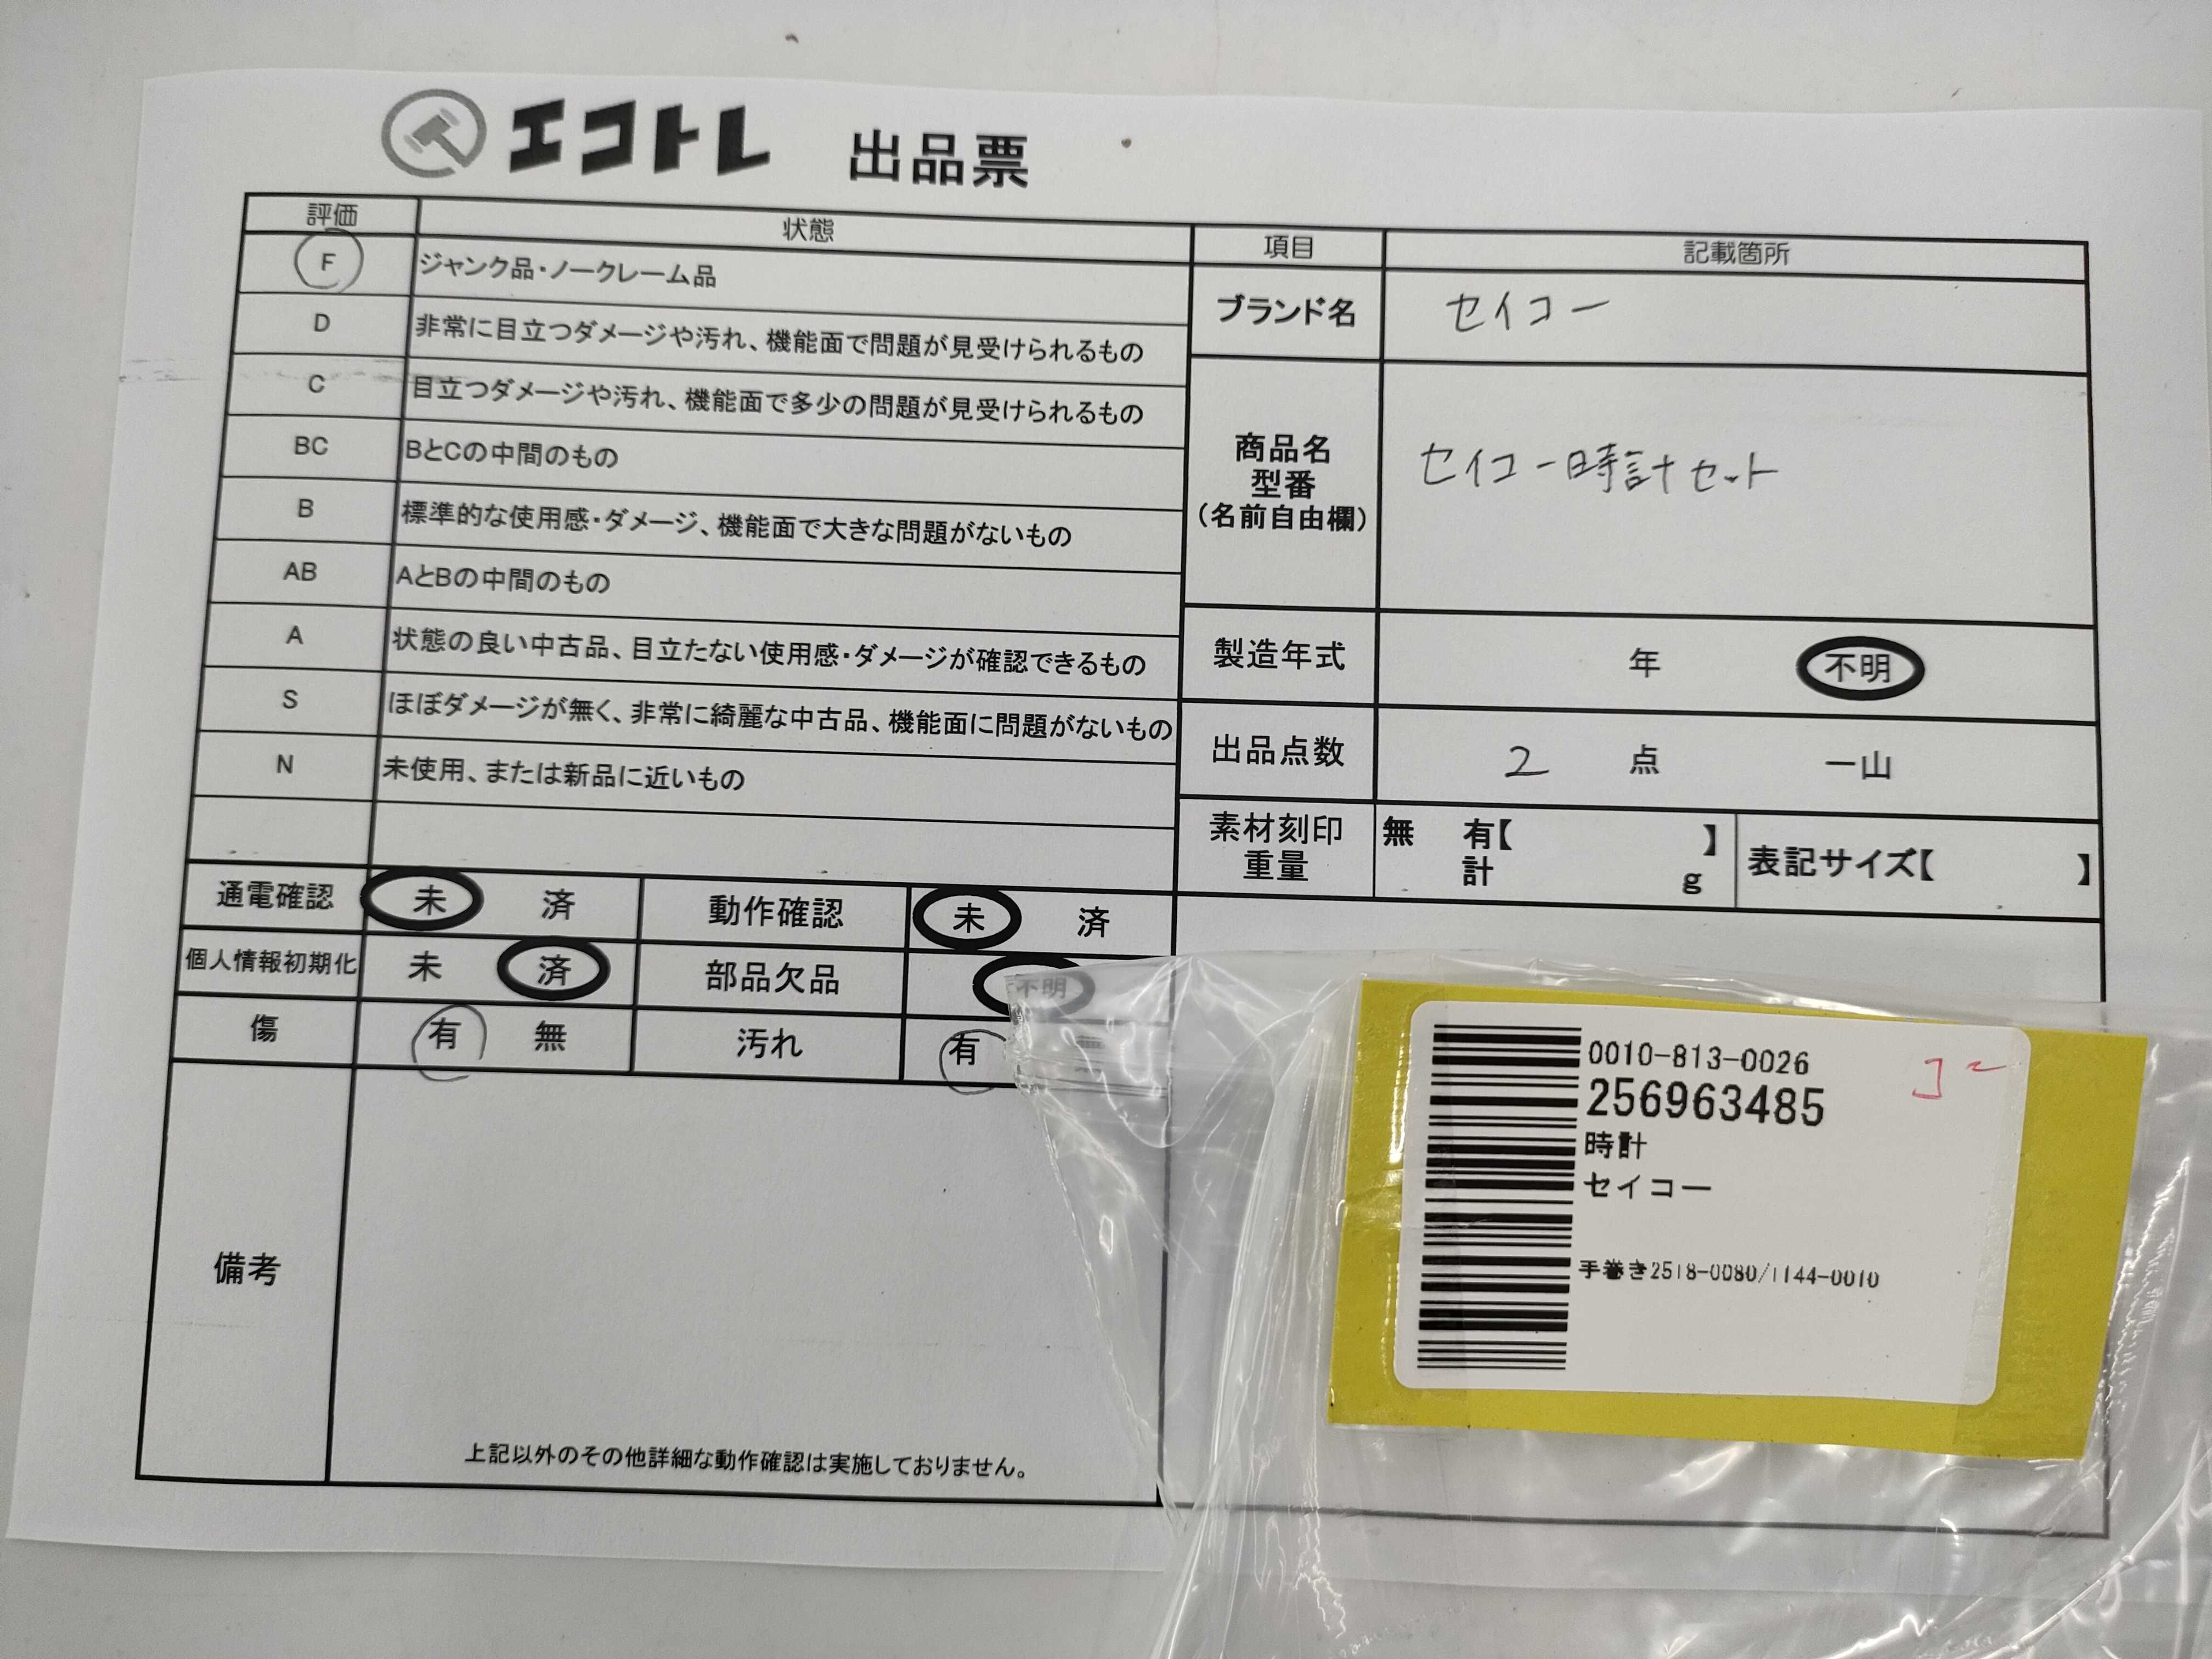 エコトレ 出品票
評価 状態
F ジャンク品・ノークレーム品
D 非常に目立つダメージや汚れ、機能面で問題が見受けられるもの
C 目立つダメージや汚れ、機能面で多少の問題が見受けられるもの
BC BとCの中間のもの
B 標準的な使用感・ダメージ、機能面で大きな問題がないもの
AB AとBの中間のもの
A 状態の良い中古品、目立たない使用感・ダメージが確認できるもの
S ほぼダメージが無く、非常に綺麗な中古品、機能面に問題がないもの
N 未使用、または新品に近いもの
通電確認 未 済 動作確認 未 済
個人情報初期化 未 済 部品欠品 不明
傷 有 無 汚れ 有
備考
上記以外のその他詳細な動作確認は実施しておりません。
項目 記載箇所
ブランド名 セイコー
商品名
型番
(名前自由欄)
セイコー時計セット
製造年式 年 不明
出品点数 2 点 一山
素材刻印 無 有【 】
重量 計 g
表記サイズ【 】
0010-813-0026
256963485
時計
セイコー
手巻き2518-0080/1144-0010